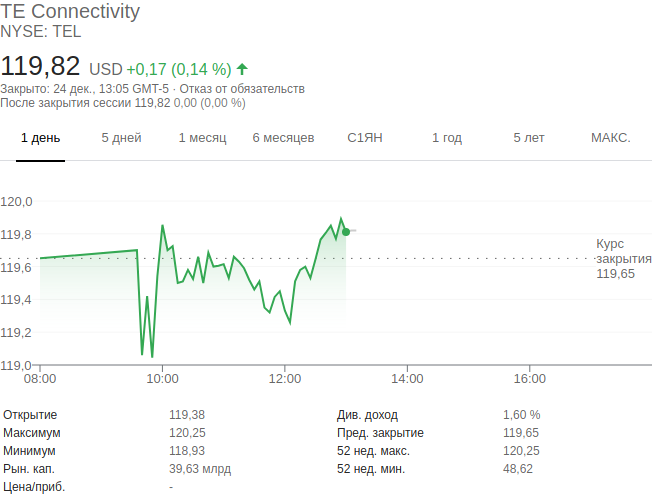 TE Connectivity
NYSE: TEL
119,82 USD +0,17 (0,14 %)
Закрыто: 24 дек., 13:05 GMT-5 · Отказ от обязательств
После закрытия сессии 119,82 0,00 (0,00 %)
1 день 5 дней 1 месяц 6 месяцев С1ЯН 1 год 5 лет МАКС.
120,0
119,8
119,6
119,4
119,2
119,0
Курс
закрытия
119,65
08:00 10:00 12:00 14:00 16:00
Открытие 119,38 Див. доход 1,60 %
Максимум 120,25 Пред. закрытие 119,65
Минимум 118,93 52 нед. макс. 120,25
Рын. кап. 39,63 млрд 52 нед. мин. 48,62
Цена/приб. -